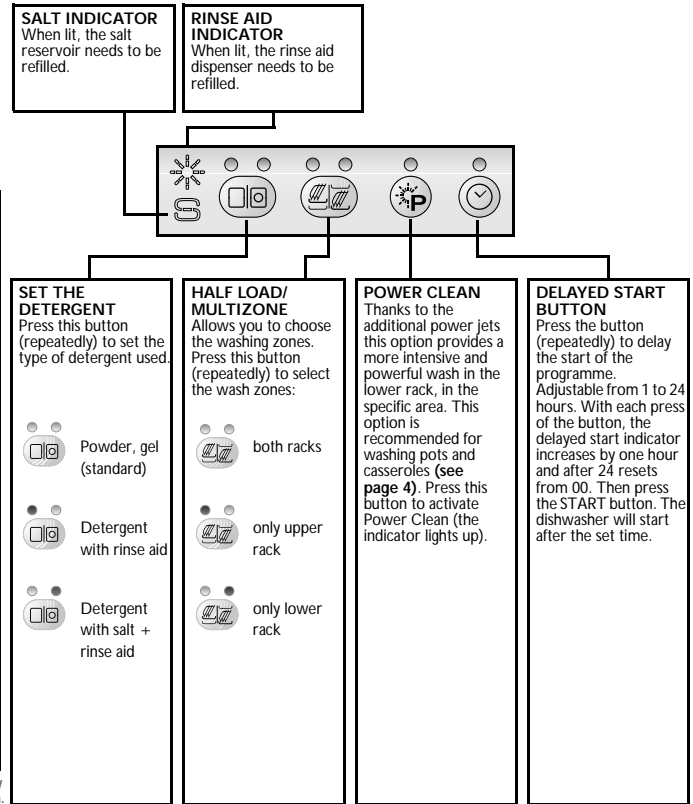 SALT INDICATOR
When lit, the salt
reservoir needs to be
refilled.
RINSE AID
INDICATOR
When lit, the rinse aid
dispenser needs to be
refilled.
P
SET THE
DETERGENT
Press this button
(repeatedly) to set the
type of detergent used.
Powder, gel
(standard)
Detergent
with rinse aid
Detergent
with salt +
rinse aid
HALF LOAD/
MULTIZONE
Allows you to choose
the washing zones.
Press this button
(repeatedly) to select
the wash zones:
both racks
only upper
rack
only lower
rack
POWER CLEAN
Thanks to the
additional power jets
this option provides a
more intensive and
powerful wash in the
lower rack, in the
specific area. This
option is
recommended for
washing pots and
casseroles (see
page 4). Press this
button to activate
Power Clean (the
indicator lights up).
DELAYED START
BUTTON
Press the button
(repeatedly) to delay
the start of the
programme.
Adjustable from 1 to 24
hours. With each press
of the button, the
delayed start indicator
increases by one hour
and after 24 resets
from 00. Then press
the START button. The
dishwasher will start
after the set time.